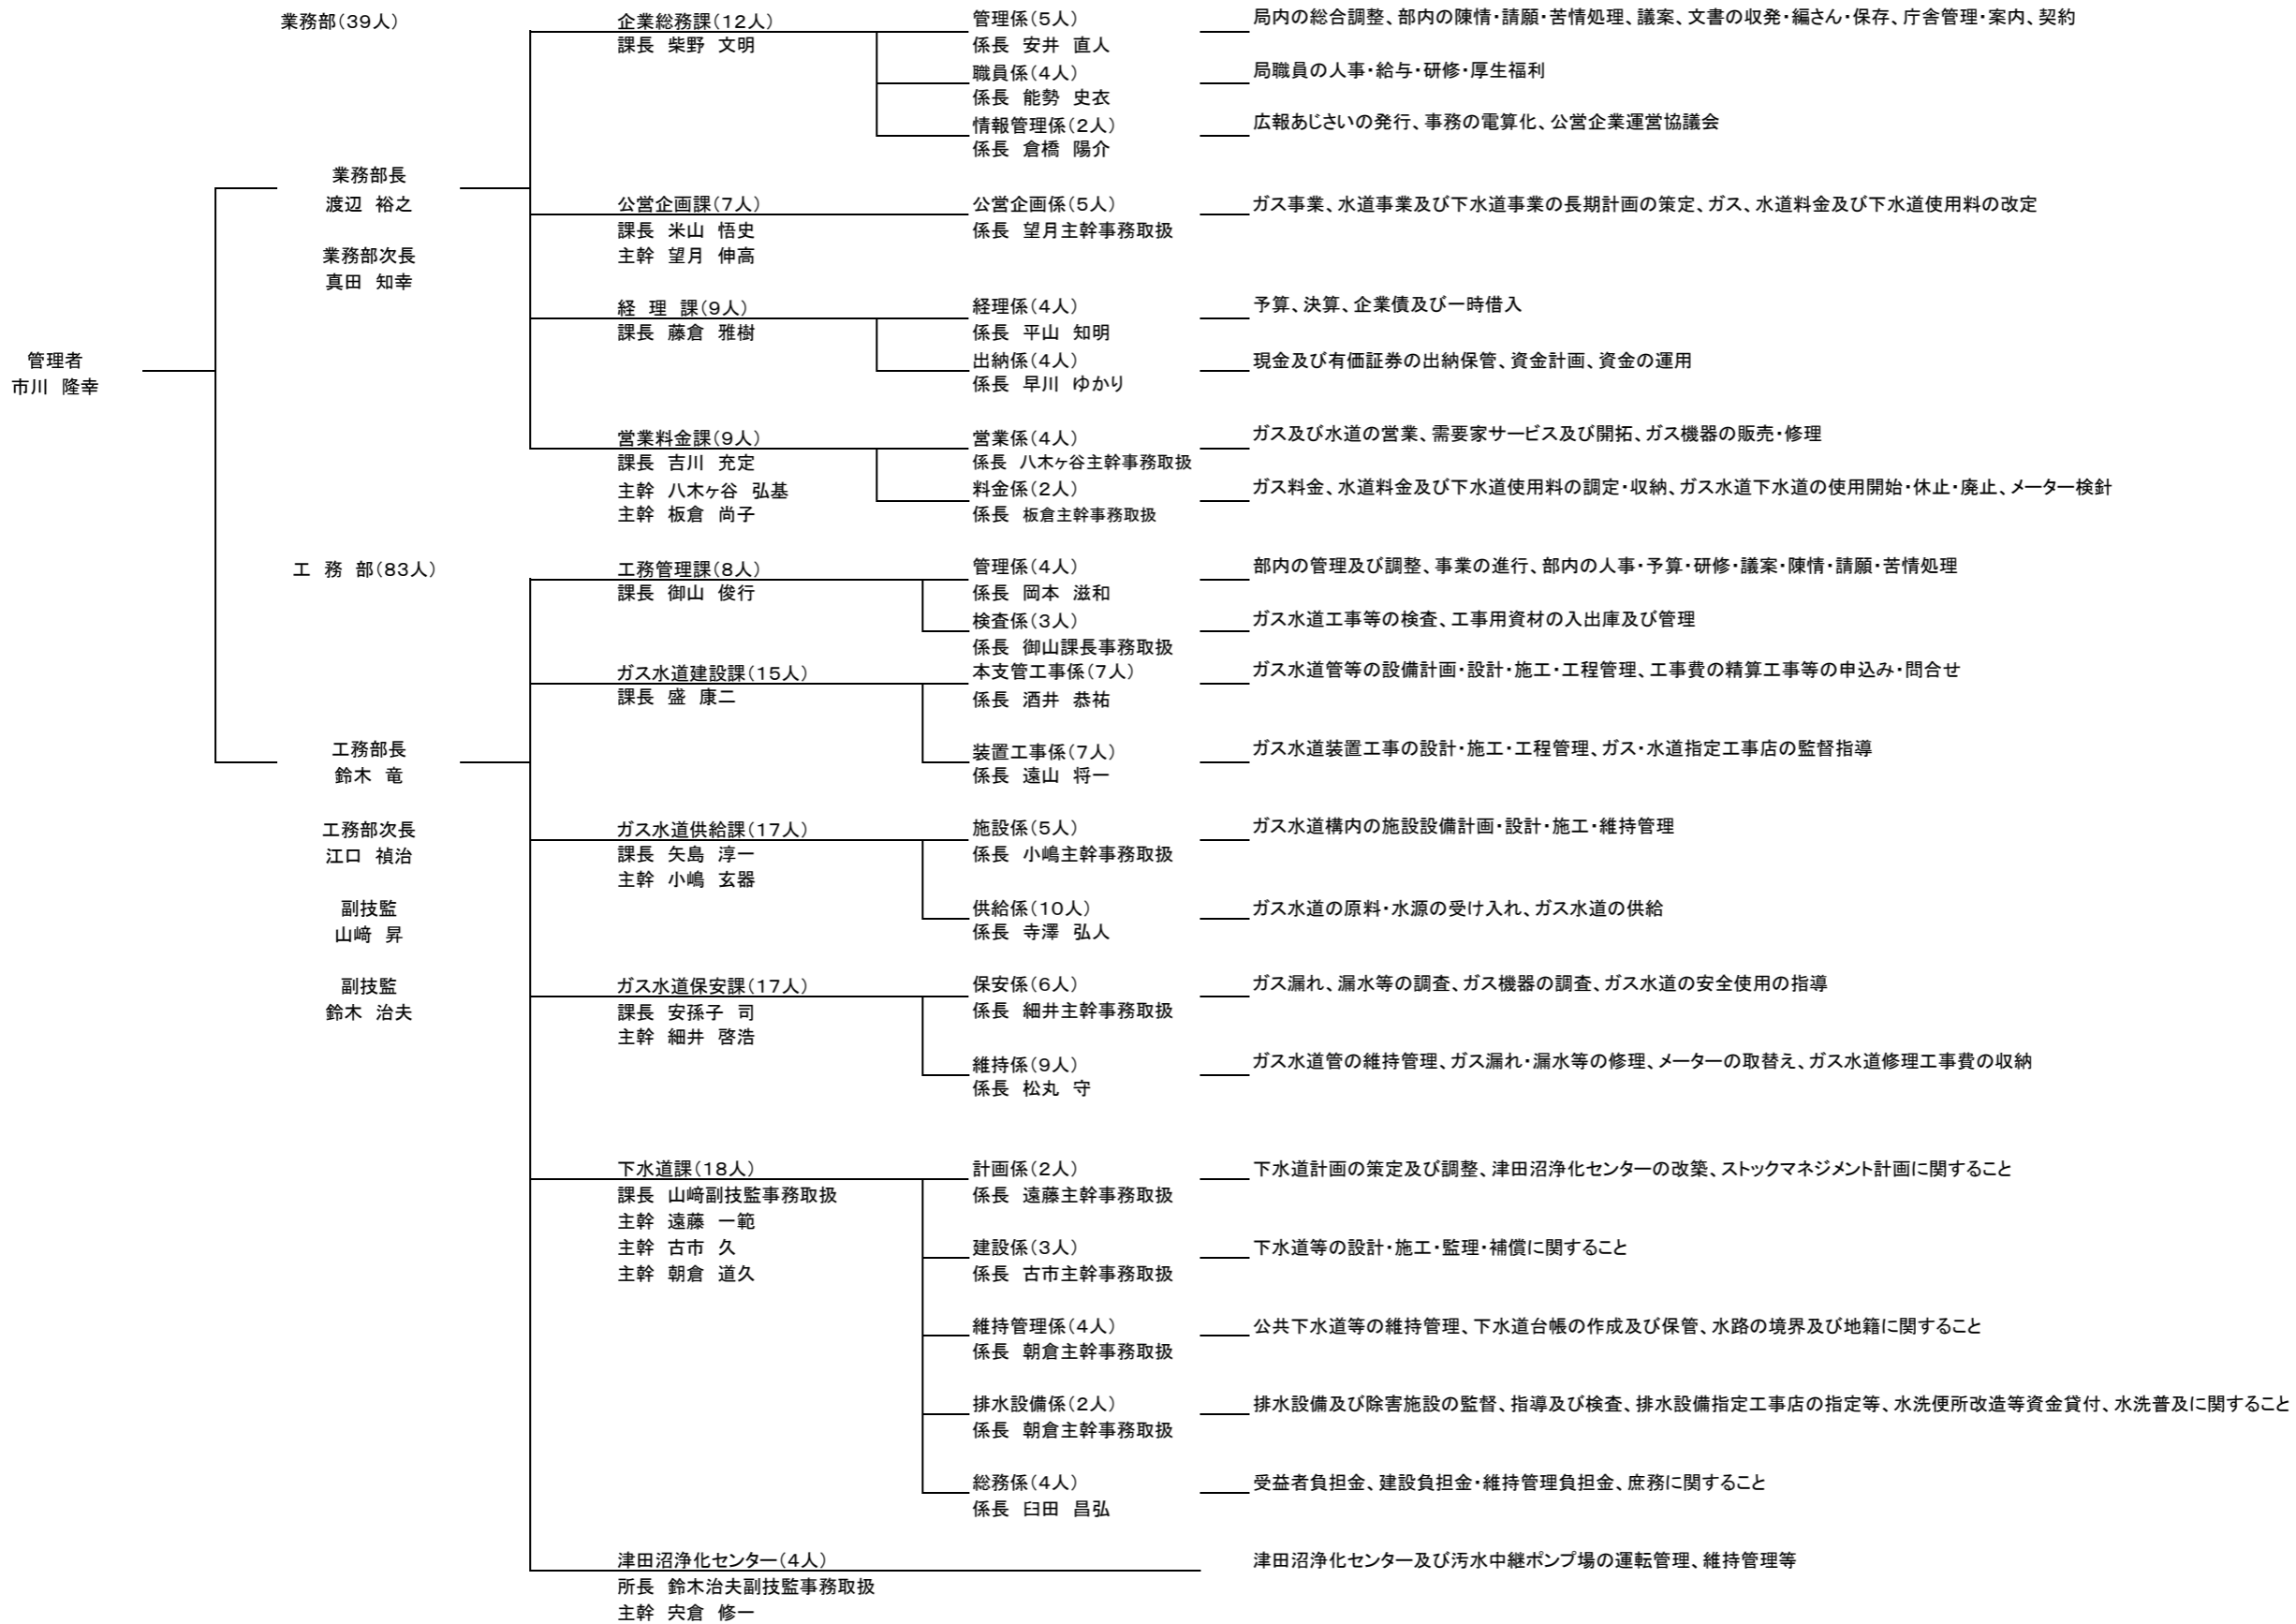 業務部(39人)
企業総務課(12人)
課長 柴野 文明
管理係(5人)
係長 安井 直人
局内の総合調整、部内の陳情・請願・苦情処理、議案、文書の収発・編さん・保存、庁舎管理・案内、契約
職員係(4人)
係長 能勢 史衣
局職員の人事・給与・研修・厚生福利
情報管理係(2人)
係長 倉橋 陽介
広報あじさいの発行、事務の電算化、公営企業運営協議会
業務部長
渡辺 裕之
業務部次長
真田 知幸
公営企画課(7人)
課長 米山 悟史
主幹 望月 伸高
公営企画係(5人)
係長 望月主幹事務取扱
ガス事業、水道事業及び下水道事業の長期計画の策定、ガス、水道料金及び下水道使用料の改定
経 理 課(9人)
課長 藤倉 雅樹
経理係(4人)
係長 平山 知明
予算、決算、企業債及び一時借入
出納係(4人)
係長 早川 ゆかり
現金及び有価証券の出納保管、資金計画、資金の運用
管理者
市川 隆幸
営業料金課(9人)
課長 吉川 充定
主幹 八木ヶ谷 弘基
主幹 板倉 尚子
営業係(4人)
係長 八木ヶ谷主幹事務取扱
ガス及び水道の営業、需要家サービス及び開拓、ガス機器の販売・修理
料金係(2人)
係長 板倉主幹事務取扱
ガス料金、水道料金及び下水道使用料の調定・収納、ガス水道下水道の使用開始・休止・廃止、メーター検針
工 務 部(83人)
工務管理課(8人)
課長 御山 俊行
管理係(4人)
係長 岡本 滋和
部内の管理及び調整、事業の進行、部内の人事・予算・研修・議案・陳情・請願・苦情処理
検査係(3人)
係長 御山課長事務取扱
ガス水道工事等の検査、工事用資材の入出庫及び管理
ガス水道建設課(15人)
課長 盛 康二
本支管工事係(7人)
係長 酒井 恭祐
ガス水道管等の設備計画・設計・施工・工程管理、工事費の精算工事等の申込み・問合せ
装置工事係(7人)
係長 遠山 将一
ガス水道装置工事の設計・施工・工程管理、ガス・水道指定工事店の監督指導
工務部長
鈴木 竜
工務部次長
江口 禎治
副技監
山﨑 昇
副技監
鈴木 治夫
ガス水道供給課(17人)
課長 矢島 淳一
主幹 小嶋 玄器
施設係(5人)
係長 小嶋主幹事務取扱
ガス水道構内の施設設備計画・設計・施工・維持管理
供給係(10人)
係長 寺澤 弘人
ガス水道の原料・水源の受け入れ、ガス水道の供給
ガス水道保安課(17人)
課長 安孫子 司
主幹 細井 啓浩
保安係(6人)
係長 細井主幹事務取扱
ガス漏れ、漏水等の調査、ガス機器の調査、ガス水道の安全使用の指導
維持係(9人)
係長 松丸 守
ガス水道管の維持管理、ガス漏れ・漏水等の修理、メーターの取替え、ガス水道修理工事費の収納
下水道課(18人)
課長 山﨑副技監事務取扱
主幹 遠藤 一範
主幹 古市 久
主幹 朝倉 道久
計画係(2人)
係長 遠藤主幹事務取扱
下水道計画の策定及び調整、津田沼浄化センターの改築、ストックマネジメント計画に関すること
建設係(3人)
係長 古市主幹事務取扱
下水道等の設計・施工・監理・補償に関すること
維持管理係(4人)
係長 朝倉主幹事務取扱
公共下水道等の維持管理、下水道台帳の作成及び保管、水路の境界及び地籍に関すること
排水設備係(2人)
係長 朝倉主幹事務取扱
排水設備及び除害施設の監督、指導及び検査、排水設備指定工事店の指定等、水洗便所改造等資金貸付、水洗普及に関すること
総務係(4人)
係長 臼田 昌弘
受益者負担金、建設負担金・維持管理負担金、庶務に関すること
津田沼浄化センター(4人)
所長 鈴木治夫副技監事務取扱
主幹 宍倉 修一
津田沼浄化センター及び汚水中継ポンプ場の運転管理、維持管理等